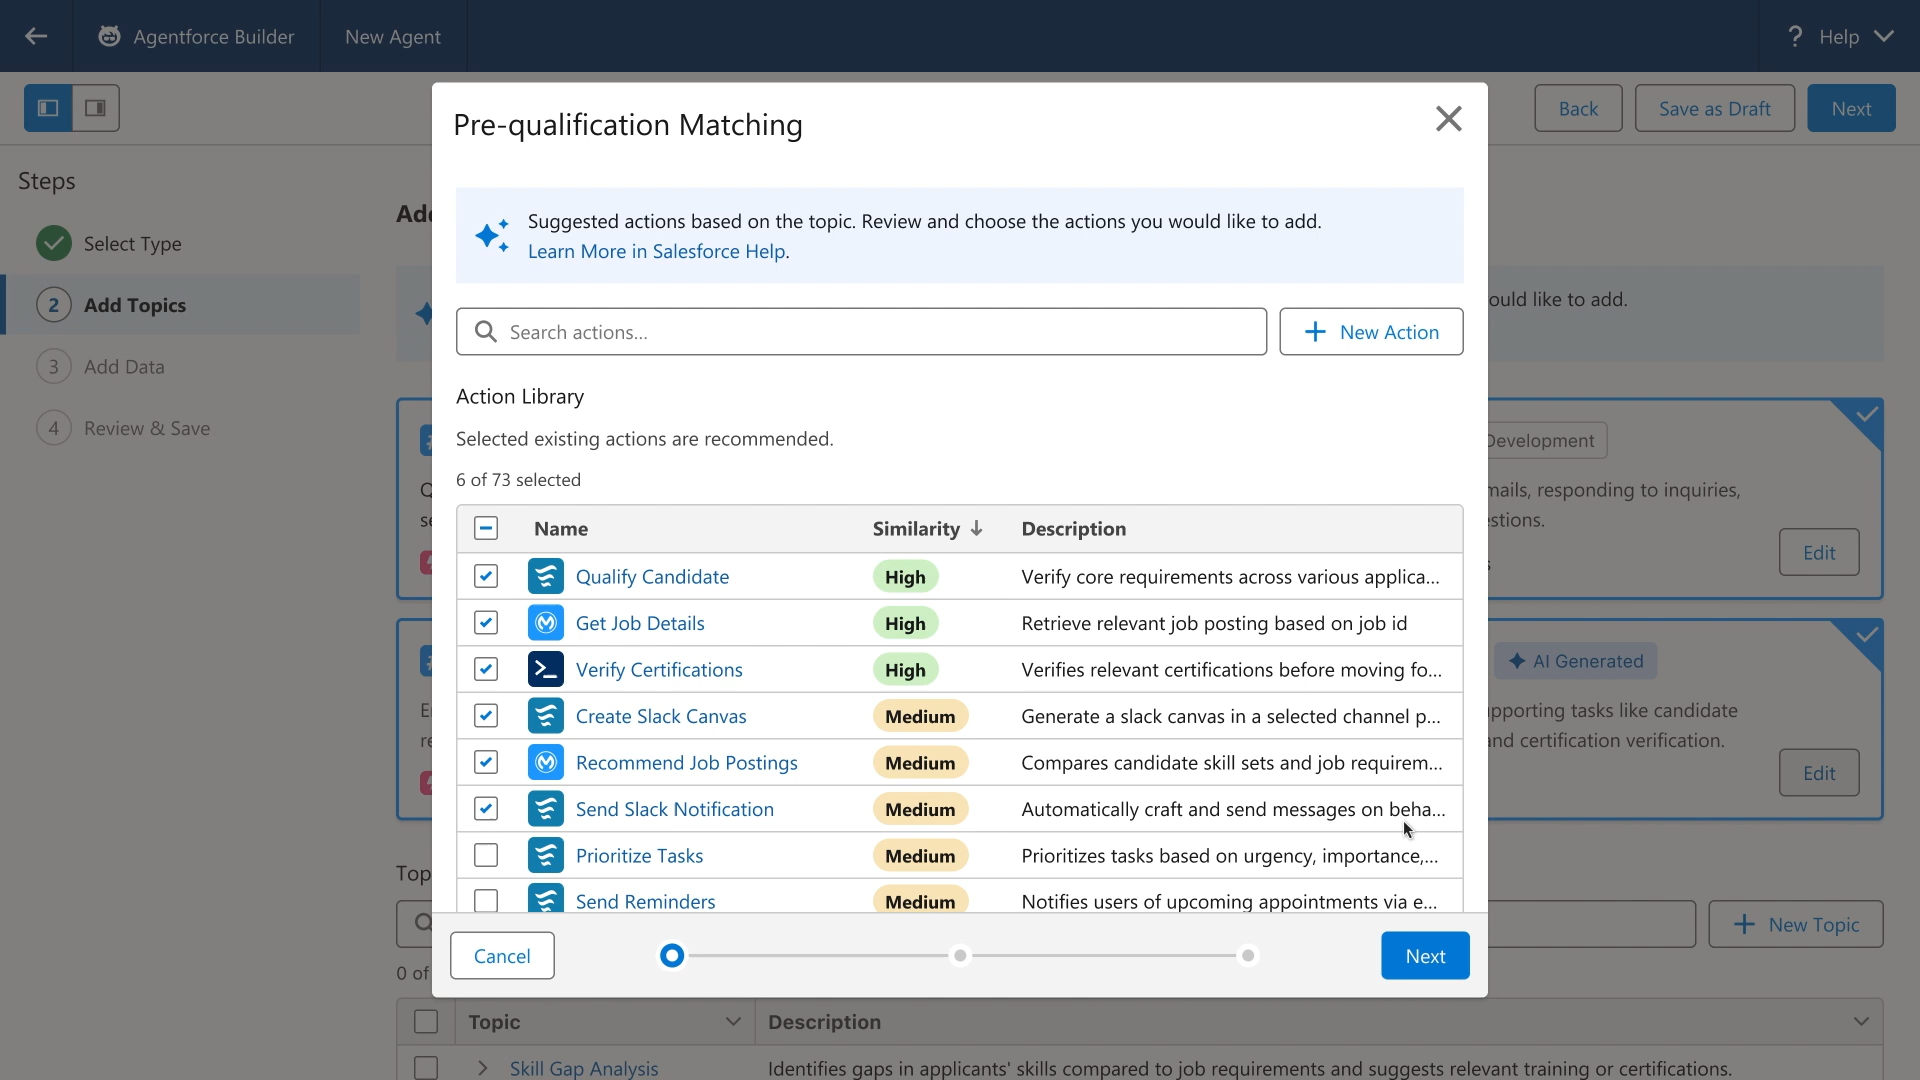 Agentforce Builder
New Agent
? Help
Back
Save as Draft
Next
Steps
Select Type
2 Add Topics
3 Add Data
4 Review & Save
Pre-qualification Matching
Suggested actions based on the topic. Review and choose the actions you would like to add.
Learn More in Salesforce Help.
Search actions...
New Action
Action Library
Selected existing actions are recommended.
6 of 73 selected
Name Similarity Description
Qualify Candidate High Verify core requirements across various applica...
Get Job Details High Retrieve relevant job posting based on job id
Verify Certifications High Verifies relevant certifications before moving fo...
Create Slack Canvas Medium Generate a slack canvas in a selected channel p...
Recommend Job Postings Medium Compares candidate skill sets and job requirem...
Send Slack Notification Medium Automatically craft and send messages on beha...
Prioritize Tasks Medium Prioritizes tasks based on urgency, importance,...
Send Reminders Medium Notifies users of upcoming appointments via e...
Cancel
Next
like to add.
Development
responding to inquiries,
Edit
AI Generated
tasks like candidate
certification verification.
Edit
New Topic
0 of
Topic Description
Skill Gap Analysis Identifies gaps in applicants' skills compared to job requirements and suggests relevant training or certifications.